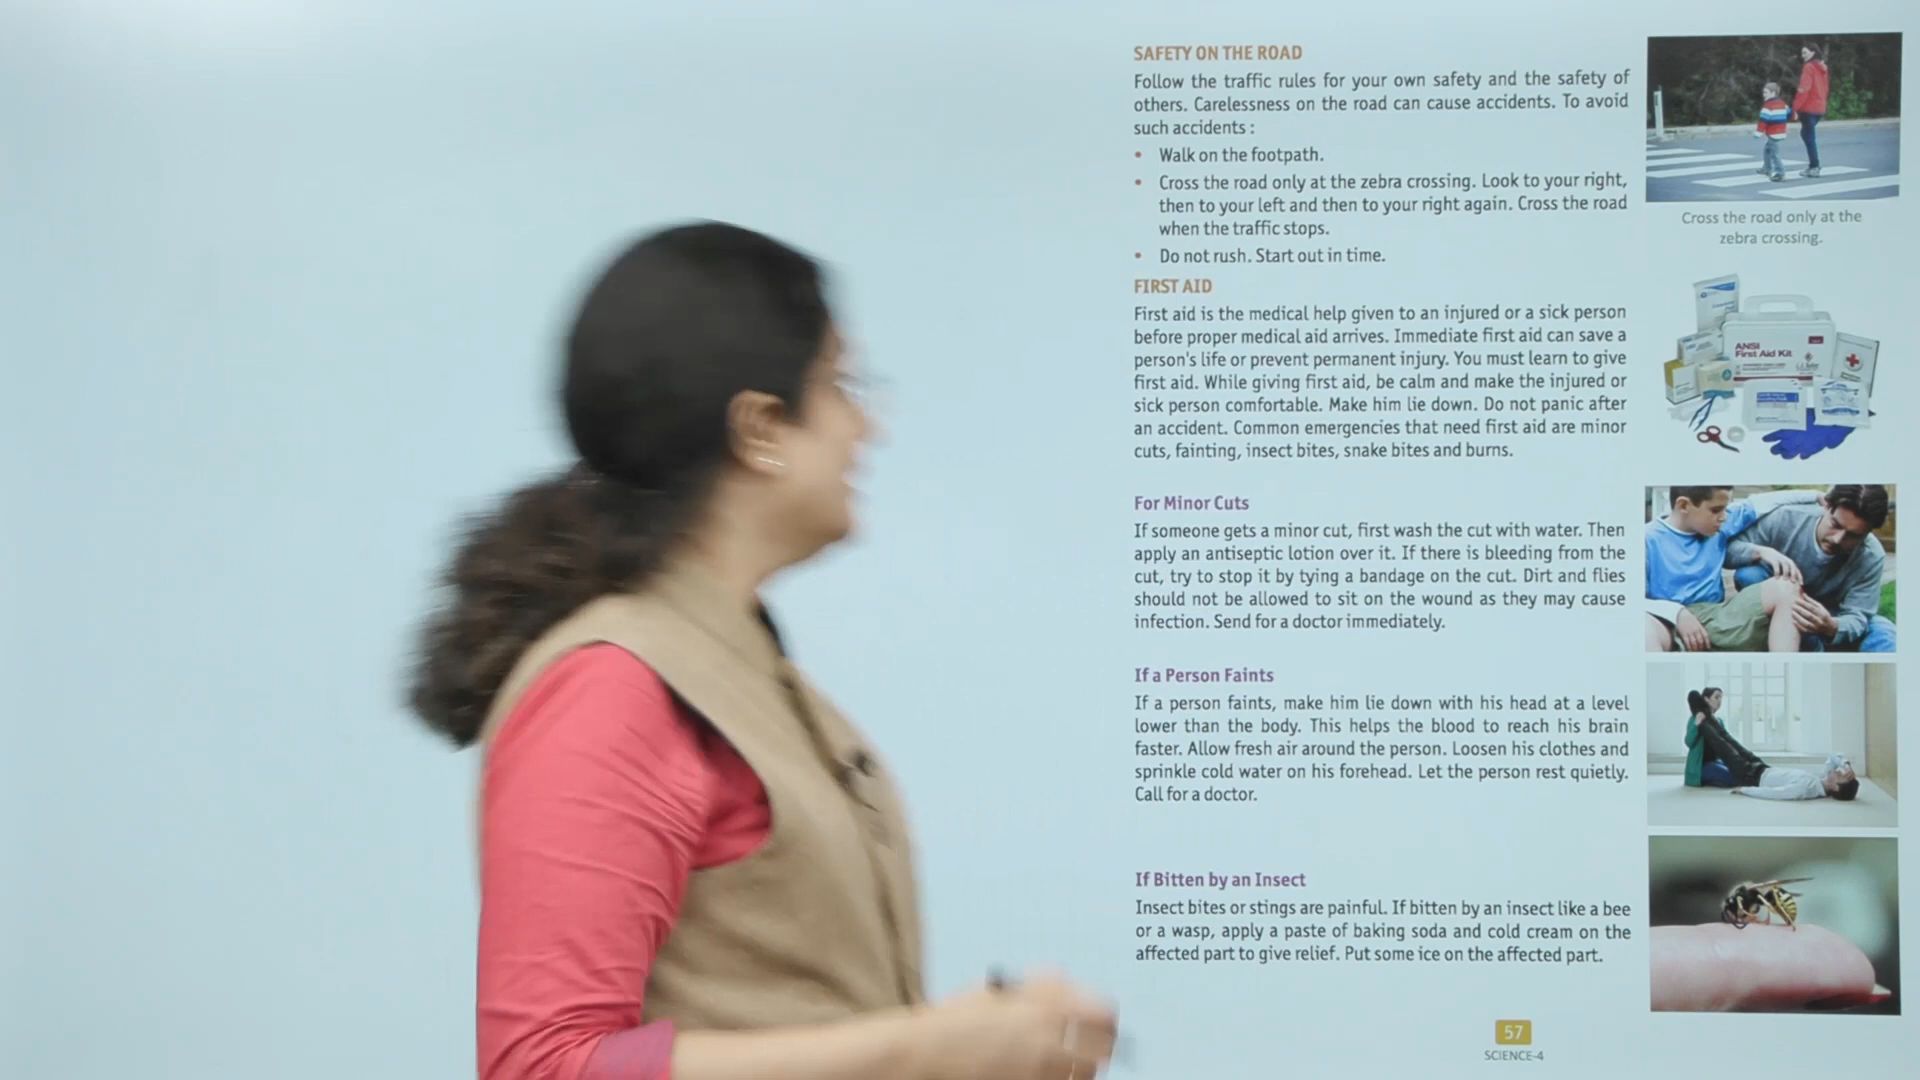 SAFETY ON THE ROAD
Follow the traffic rules for your own safety and the safety of
others. Carelessness on the road can cause accidents. To avoid
such accidents :
• Walk on the footpath.
• Cross the road only at the zebra crossing. Look to your right,
then to your left and then to your right again. Cross the road
when the traffic stops.
• Do not rush. Start out in time.
Cross the road only at the
zebra crossing.
FIRST AID
First aid is the medical help given to an injured or a sick person
before proper medical aid arrives. Immediate first aid can save a
person's life or prevent permanent injury. You must learn to give
first aid. While giving first aid, be calm and make the injured or
sick person comfortable. Make him lie down. Do not panic after
an accident. Common emergencies that need first aid are minor
cuts, fainting, insect bites, snake bites and burns.
ANSI
First Aid Kit
For Minor Cuts
If someone gets a minor cut, first wash the cut with water. Then
apply an antiseptic lotion over it. If there is bleeding from the
cut, try to stop it by tying a bandage on the cut. Dirt and flies
should not be allowed to sit on the wound as they may cause
infection. Send for a doctor immediately.
If a Person Faints
If a person faints, make him lie down with his head at a level
lower than the body. This helps the blood to reach his brain
faster. Allow fresh air around the person. Loosen his clothes and
sprinkle cold water on his forehead. Let the person rest quietly.
Call for a doctor.
If Bitten by an Insect
Insect bites or stings are painful. If bitten by an insect like a bee
or a wasp, apply a paste of baking soda and cold cream on the
affected part to give relief. Put some ice on the affected part.
57
SCIENCE-4